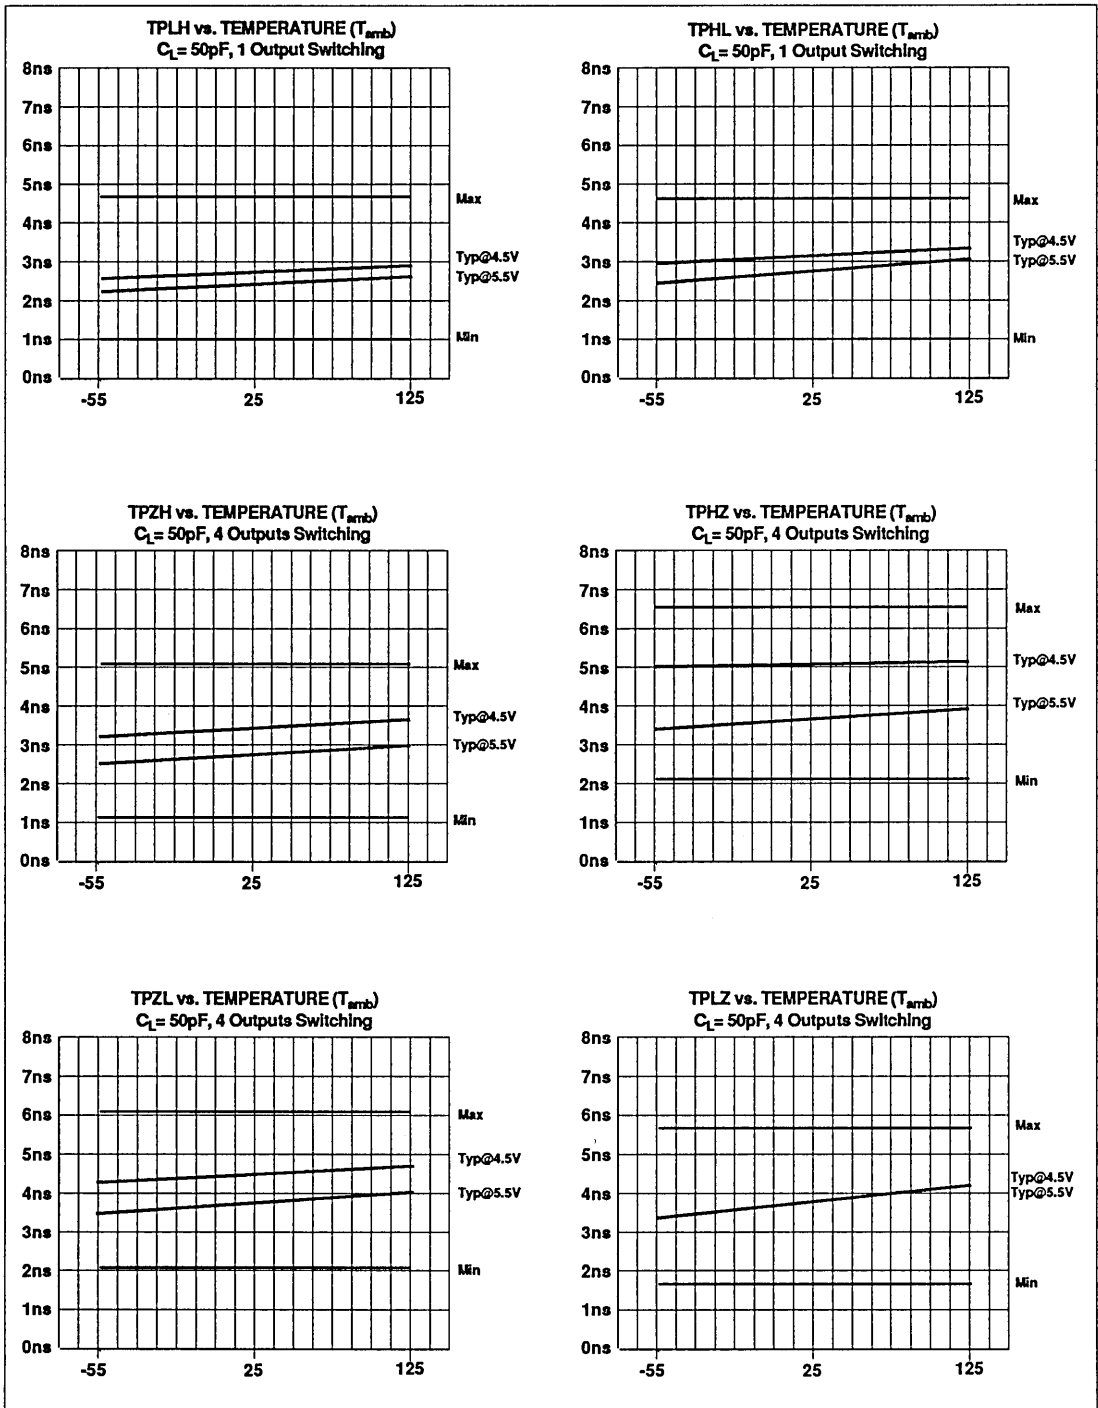 TPLH vs. TEMPERATURE (Tamb)
CL= 50pF, 1 Output Switching
8ns
7ns
6ns
5ns
4ns
3ns
2ns
1ns
0ns
-55
25
125
Max
Typ@4.5V
Typ@5.5V
Min
TPHL vs. TEMPERATURE (Tamb)
CL= 50pF, 1 Output Switching
8ns
7ns
6ns
5ns
4ns
3ns
2ns
1ns
0ns
-55
25
125
Max
Typ@4.5V
Typ@5.5V
Min
TPZH vs. TEMPERATURE (Tamb)
CL= 50pF, 4 Outputs Switching
8ns
7ns
6ns
5ns
4ns
3ns
2ns
1ns
0ns
-55
25
125
Max
Typ@4.5V
Typ@5.5V
Min
TPHZ vs. TEMPERATURE (Tamb)
CL= 50pF, 4 Outputs Switching
8ns
7ns
6ns
5ns
4ns
3ns
2ns
1ns
0ns
-55
25
125
Max
Typ@4.5V
Typ@5.5V
Min
TPZL vs. TEMPERATURE (Tamb)
CL= 50pF, 4 Outputs Switching
8ns
7ns
6ns
5ns
4ns
3ns
2ns
1ns
0ns
-55
25
125
Max
Typ@4.5V
Typ@5.5V
Min
TPLZ vs. TEMPERATURE (Tamb)
CL= 50pF, 4 Outputs Switching
8ns
7ns
6ns
5ns
4ns
3ns
2ns
1ns
0ns
-55
25
125
Max
Typ@4.5V
Typ@5.5V
Min